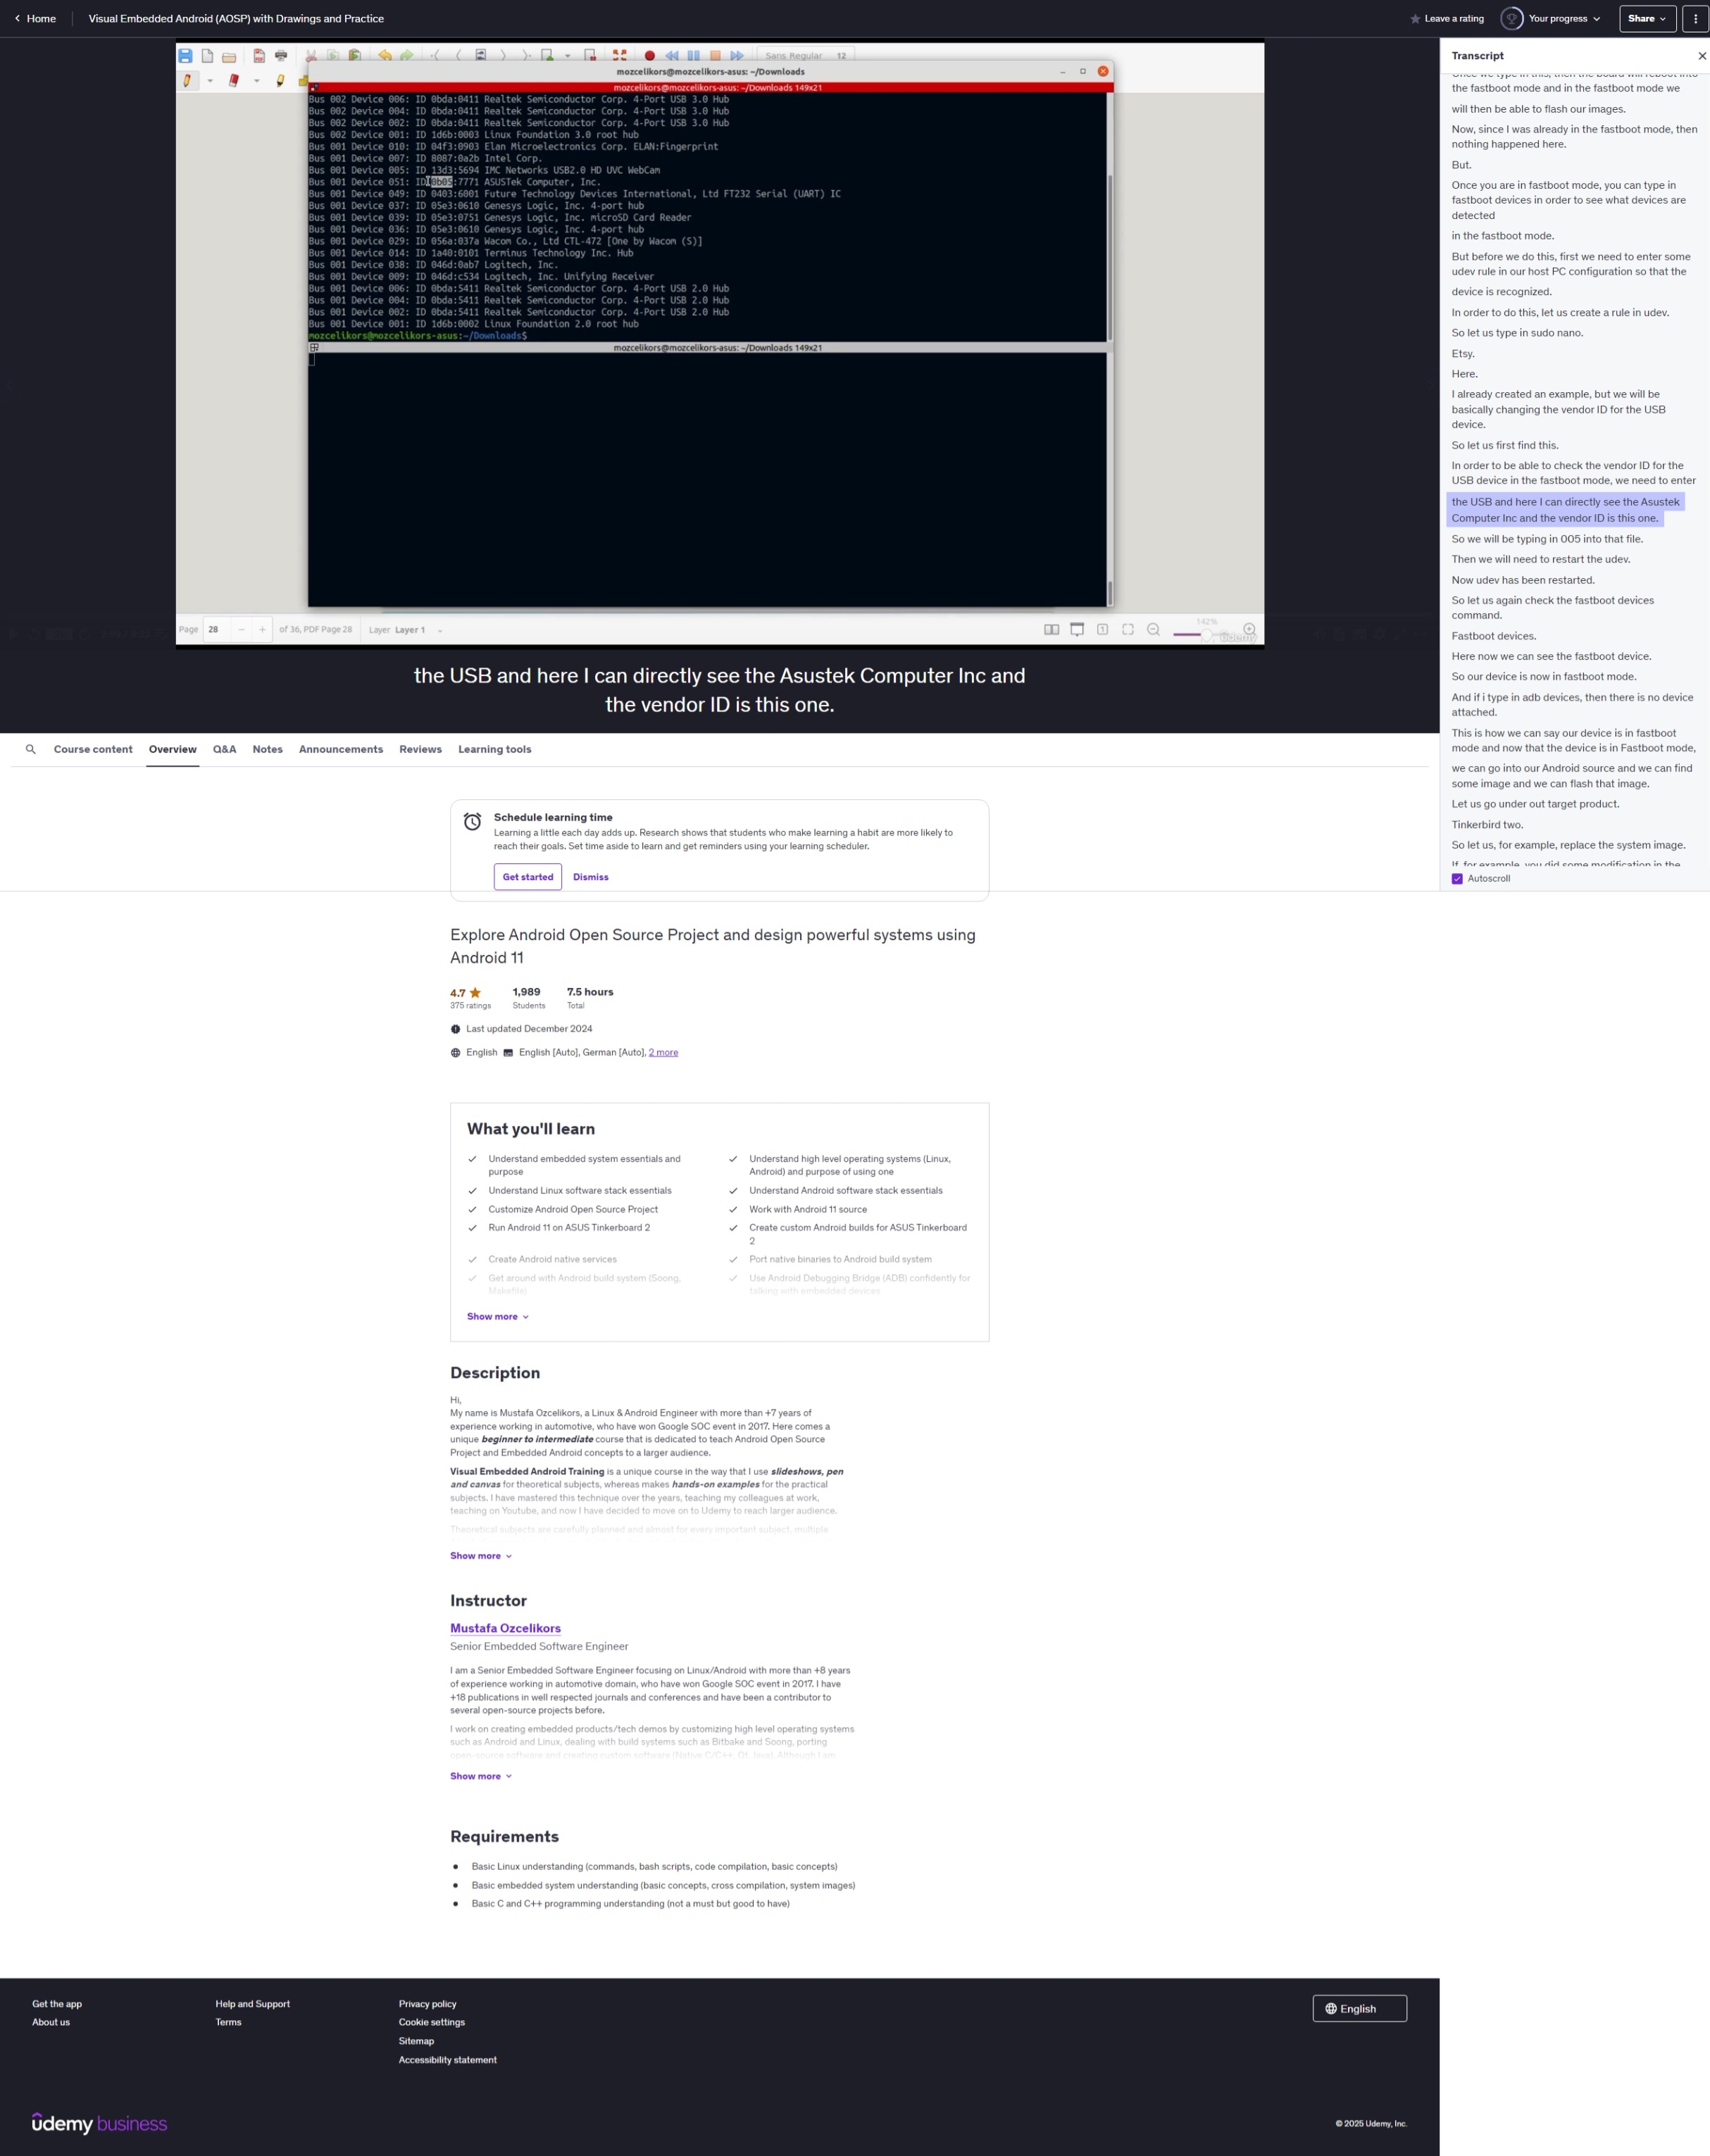 Home
Visual Embedded Android (AOSP) with Drawings and Practice
Leave a rating
Your progress
Share
Sans Regular 12
mozcelikors@mozcelikors-asus: ~/Downloads
mozcelikors@mozcelikors-asus: ~/Downloads 149x21
Bus 002 Device 006: ID 0bda:0411 Realtek Semiconductor Corp. 4-Port USB 3.0 Hub
Bus 002 Device 004: ID 0bda:0411 Realtek Semiconductor Corp. 4-Port USB 3.0 Hub
Bus 002 Device 002: ID 0bda:0411 Realtek Semiconductor Corp. 4-Port USB 3.0 Hub
Bus 002 Device 001: ID 1d6b:0003 Linux Foundation 3.0 root hub
Bus 001 Device 010: ID 04f3:0903 Elan Microelectronics Corp. ELAN:Fingerprint
Bus 001 Device 007: ID 8087:0a2b Intel Corp.
Bus 001 Device 005: ID 13d3:5694 IMC Networks USB2.0 HD UVC WebCam
Bus 001 Device 051: ID 0b05:7771 ASUSTek Computer, Inc.
Bus 001 Device 049: ID 0403:6001 Future Technology Devices International, Ltd FT232 Serial (UART) IC
Bus 001 Device 037: ID 05e3:0610 Genesys Logic, Inc. 4-port hub
Bus 001 Device 039: ID 05e3:0751 Genesys Logic, Inc. microSD Card Reader
Bus 001 Device 036: ID 05e3:0610 Genesys Logic, Inc. 4-port hub
Bus 001 Device 029: ID 056a:037a Wacom Co., Ltd CTL-472 [One by Wacom (S)]
Bus 001 Device 014: ID 1a40:0101 Terminus Technology Inc. Hub
Bus 001 Device 038: ID 046d:0ab7 Logitech, Inc.
Bus 001 Device 009: ID 046d:c534 Logitech, Inc. Unifying Receiver
Bus 001 Device 006: ID 0bda:5411 Realtek Semiconductor Corp. 4-Port USB 2.0 Hub
Bus 001 Device 004: ID 0bda:5411 Realtek Semiconductor Corp. 4-Port USB 2.0 Hub
Bus 001 Device 002: ID 0bda:5411 Realtek Semiconductor Corp. 4-Port USB 2.0 Hub
Bus 001 Device 001: ID 1d6b:0002 Linux Foundation 2.0 root hub
mozcelikors@mozcelikors-asus:~/Downloads$
mozcelikors@mozcelikors-asus: ~/Downloads 149x21
Page 28 of 36, PDF Page 28 Layer Layer 1
142%
ûdemy
the USB and here I can directly see the Asustek Computer Inc and
the vendor ID is this one.
Transcript
Once we type in this, then the board will reboot into
the fastboot mode and in the fastboot mode we
will then be able to flash our images.
Now, since I was already in the fastboot mode, then
nothing happened here.
But.
Once you are in fastboot mode, you can type in
fastboot devices in order to see what devices are
detected
in the fastboot mode.
But before we do this, first we need to enter some
udev rule in our host PC configuration so that the
device is recognized.
In order to do this, let us create a rule in udev.
So let us type in sudo nano.
Etsy.
Here.
I already created an example, but we will be
basically changing the vendor ID for the USB
device.
So let us first find this.
In order to be able to check the vendor ID for the
USB device in the fastboot mode, we need to enter
the USB and here I can directly see the Asustek
Computer Inc and the vendor ID is this one.
So we will be typing in 005 into that file.
Then we will need to restart the udev.
Now udev has been restarted.
So let us again check the fastboot devices
command.
Fastboot devices.
Here now we can see the fastboot device.
So our device is now in fastboot mode.
And if i type in adb devices, then there is no device
attached.
This is how we can say our device is in fastboot
mode and now that the device is in Fastboot mode,
we can go into our Android source and we can find
some image and we can flash that image.
Let us go under out target product.
Tinkerbird two.
So let us, for example, replace the system image.
If, for example, you did some modification in the
Autoscroll
Course content
Overview
Q&A
Notes
Announcements
Reviews
Learning tools
Schedule learning time
Learning a little each day adds up. Research shows that students who make learning a habit are more likely to
reach their goals. Set time aside to learn and get reminders using your learning scheduler.
Get started
Dismiss
Explore Android Open Source Project and design powerful systems using
Android 11
4.7 1,989 7.5 hours
375 ratings Students Total
Last updated December 2024
English English [Auto], German [Auto], 2 more
What you'll learn
Understand embedded system essentials and
purpose
Understand high level operating systems (Linux,
Android) and purpose of using one
Understand Linux software stack essentials
Understand Android software stack essentials
Customize Android Open Source Project
Work with Android 11 source
Run Android 11 on ASUS Tinkerboard 2
Create custom Android builds for ASUS Tinkerboard
2
Create Android native services
Port native binaries to Android build system
Get around with Android build system (Soong,
Makefile)
Use Android Debugging Bridge (ADB) confidently for
talking with embedded devices
Show more
Description
Hi,
My name is Mustafa Ozcelikors, a Linux & Android Engineer with more than +7 years of
experience working in automotive, who have won Google SOC event in 2017. Here comes a
unique beginner to intermediate course that is dedicated to teach Android Open Source
Project and Embedded Android concepts to a larger audience.
Visual Embedded Android Training is a unique course in the way that I use slideshows, pen
and canvas for theoretical subjects, whereas makes hands-on examples for the practical
subjects. I have mastered this technique over the years, teaching my colleagues at work,
teaching on Youtube, and now I have decided to move on to Udemy to reach larger audience.
Theoretical subjects are carefully planned and almost for every important subject, multiple
Show more
Instructor
Mustafa Ozcelikors
Senior Embedded Software Engineer
I am a Senior Embedded Software Engineer focusing on Linux/Android with more than +8 years
of experience working in automotive domain, who have won Google SOC event in 2017. I have
+18 publications in well respected journals and conferences and have been a contributor to
several open-source projects before.
I work on creating embedded products/tech demos by customizing high level operating systems
such as Android and Linux, dealing with build systems such as Bitbake and Soong, porting
open-source software and creating custom software (Native C/C++, Qt, Java). Although I am
Show more
Requirements
Basic Linux understanding (commands, bash scripts, code compilation, basic concepts)
Basic embedded system understanding (basic concepts, cross compilation, system images)
Basic C and C++ programming understanding (not a must but good to have)
Get the app
About us
Help and Support
Terms
Privacy policy
Cookie settings
Sitemap
Accessibility statement
English
ûdemy business
© 2025 Udemy, Inc.